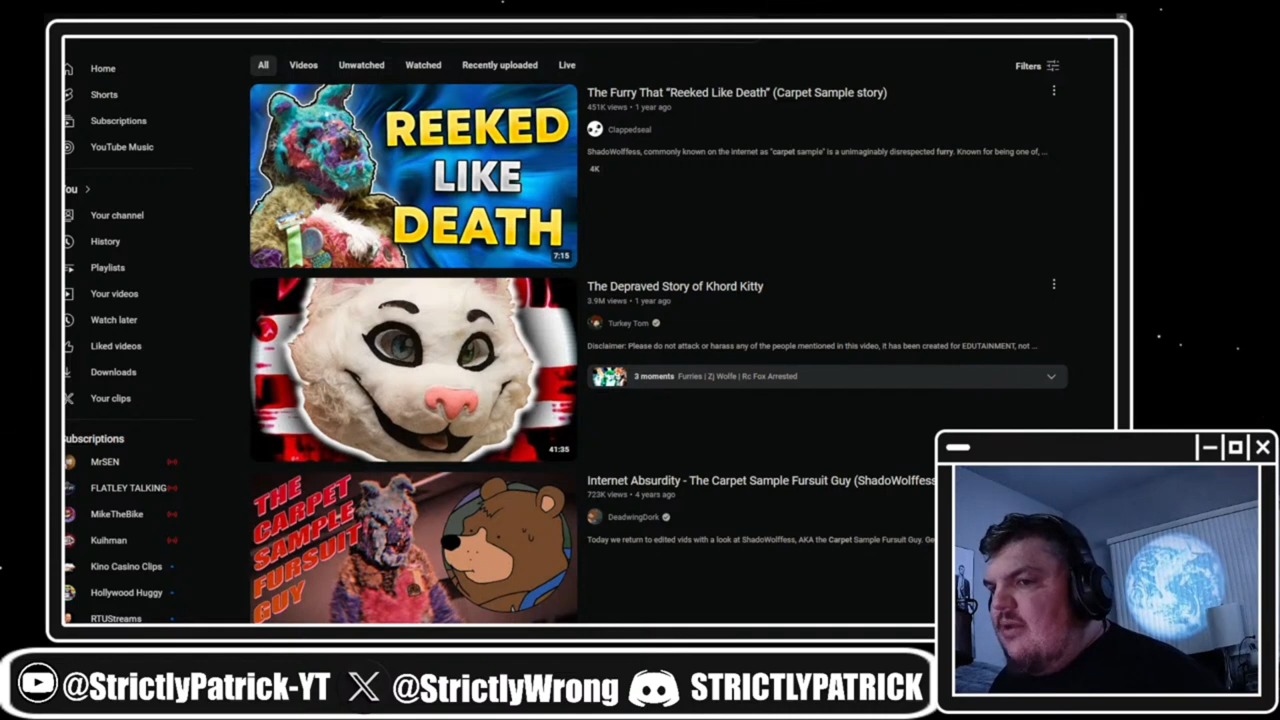 All Videos Unwatched Watched Recently uploaded Live Filters
Home
Shorts
Subscriptions
YouTube Music
You
Your channel
History
Playlists
Your videos
Watch later
Liked videos
Downloads
Your clips
Subscriptions
MrSEN
FLATLEY TALKING
MikeTheBike
Kuihman
Kino Casino Clips
Hollywood Huggy
RTUStreams
REEKED
LIKE
DEATH
7:15
The Furry That “Reeked Like Death” (Carpet Sample story)
451K views • 1 year ago
Clappedseal
ShadoWolffess, commonly known on the internet as "carpet sample" is a unimaginably disrespected furry. Known for being one of, ...
4K
41:35
The Depraved Story of Khord Kitty
3.9M views • 1 year ago
Turkey Tom
Disclaimer: Please do not attack or harass any of the people mentioned in this video, it has been created for EDUTAINMENT, not ...
3 moments Furries | Zj Wolfe | Rc Fox Arrested
THE
CARPET
SAMPLE
FURSUIT
GUY
Internet Absurdity - The Carpet Sample Fursuit Guy (ShadoWolffess
723K views • 4 years ago
DeadwingDork
Today we return to edited vids with a look at ShadoWolffess, AKA the Carpet Sample Fursuit Guy. Ge
@StrictlyPatrick-YT @StrictlyWrong STRICTLYPATRICK